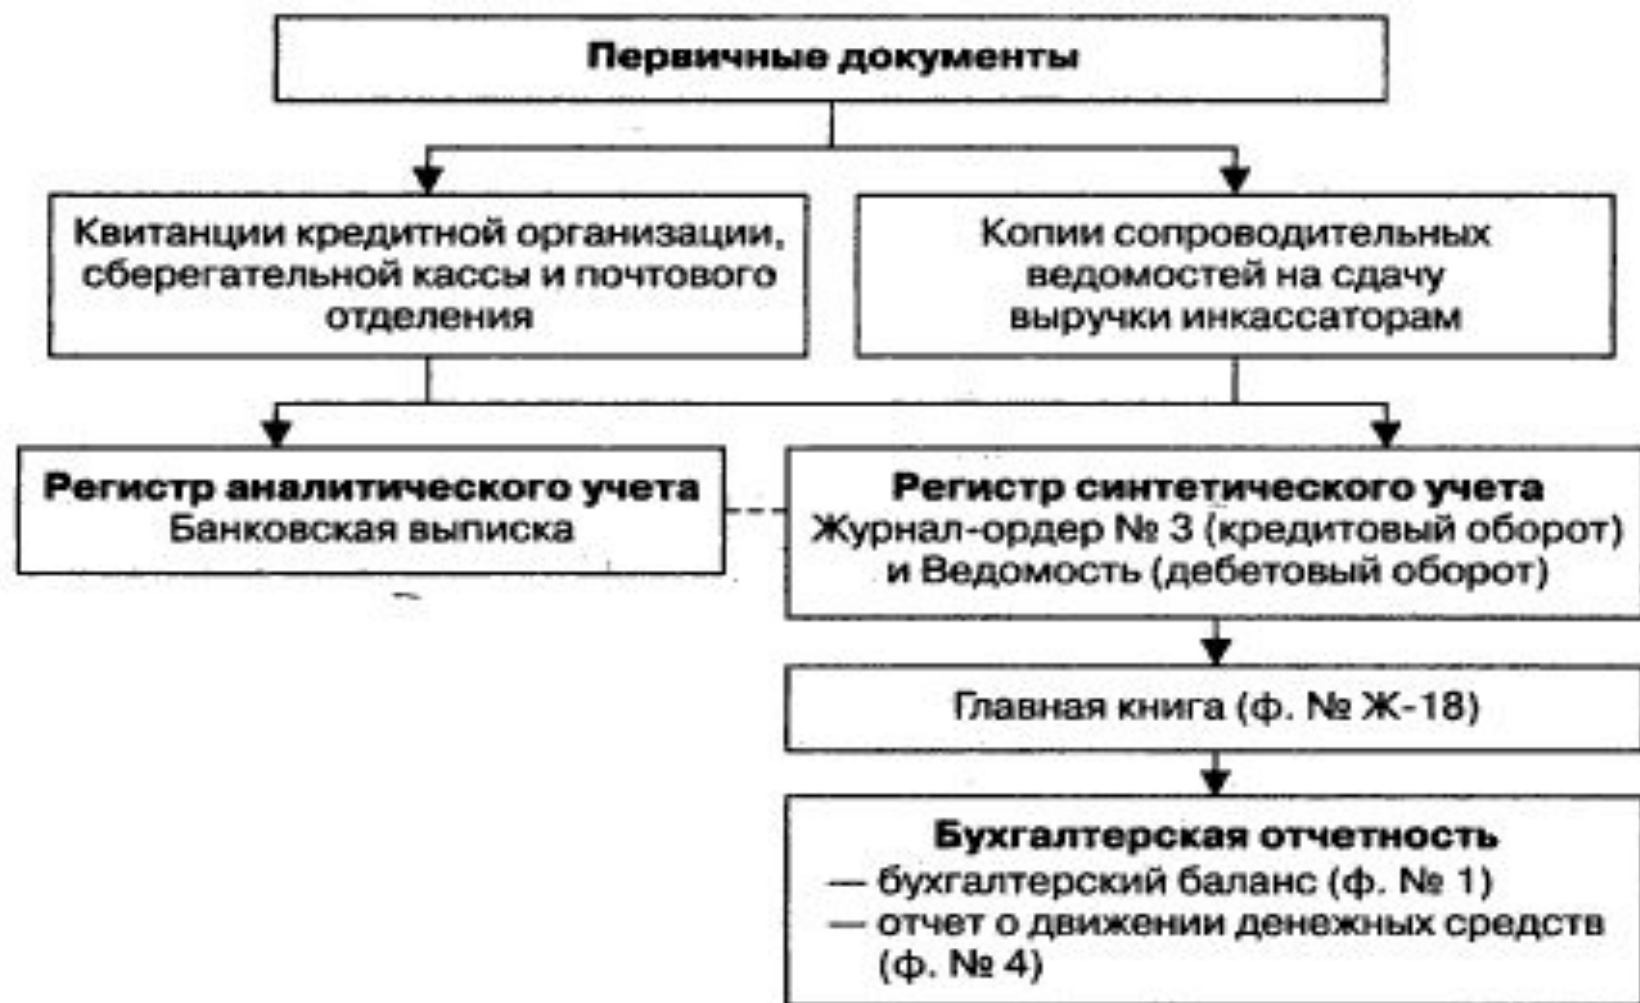 Первичные документы
Квитанции кредитной организации,
сберегательной кассы и почтового
отделения
Копии сопроводительных
ведомостей на сдачу
выручки инкассаторам
Регистр аналитического учета
Банковская выписка
Регистр синтетического учета
Журнал-ордер № 3 (кредитовый оборот)
и Ведомость (дебетовый оборот)
Главная книга (ф. № Ж-18)
Бухгалтерская отчетность
— бухгалтерский баланс (ф. № 1)
— отчет о движении денежных средств
(ф. № 4)